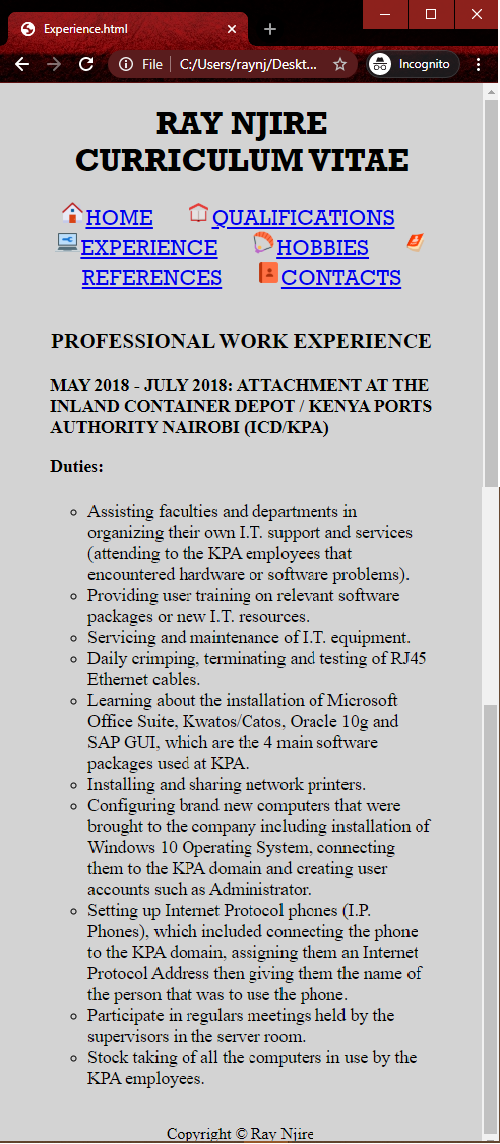 Experience.html
File
C:/Users/raynj/Deskt...
Incognito
RAY NJIRE
CURRICULUM VITAE
HOME QUALIFICATIONS
EXPERIENCE HOBBIES
REFERENCES CONTACTS
PROFESSIONAL WORK EXPERIENCE
MAY 2018 - JULY 2018: ATTACHMENT AT THE
INLAND CONTAINER DEPOT / KENYA PORTS
AUTHORITY NAIROBI (ICD/KPA)
Duties:
Assisting faculties and departments in
organizing their own I.T. support and services
(attending to the KPA employees that
encountered hardware or software problems).
Providing user training on relevant software
packages or new I.T. resources.
Servicing and maintenance of I.T. equipment.
Daily crimping, terminating and testing of RJ45
Ethernet cables.
Learning about the installation of Microsoft
Office Suite, Kwatos/Catos, Oracle 10g and
SAP GUI, which are the 4 main software
packages used at KPA.
Installing and sharing network printers.
Configuring brand new computers that were
brought to the company including installation of
Windows 10 Operating System, connecting
them to the KPA domain and creating user
accounts such as Administrator.
Setting up Internet Protocol phones (I.P.
Phones), which included connecting the phone
to the KPA domain, assigning them an Internet
Protocol Address then giving them the name of
the person that was to use the phone.
Participate in regulars meetings held by the
supervisors in the server room.
Stock taking of all the computers in use by the
KPA employees.
Copyright © Ray Njire